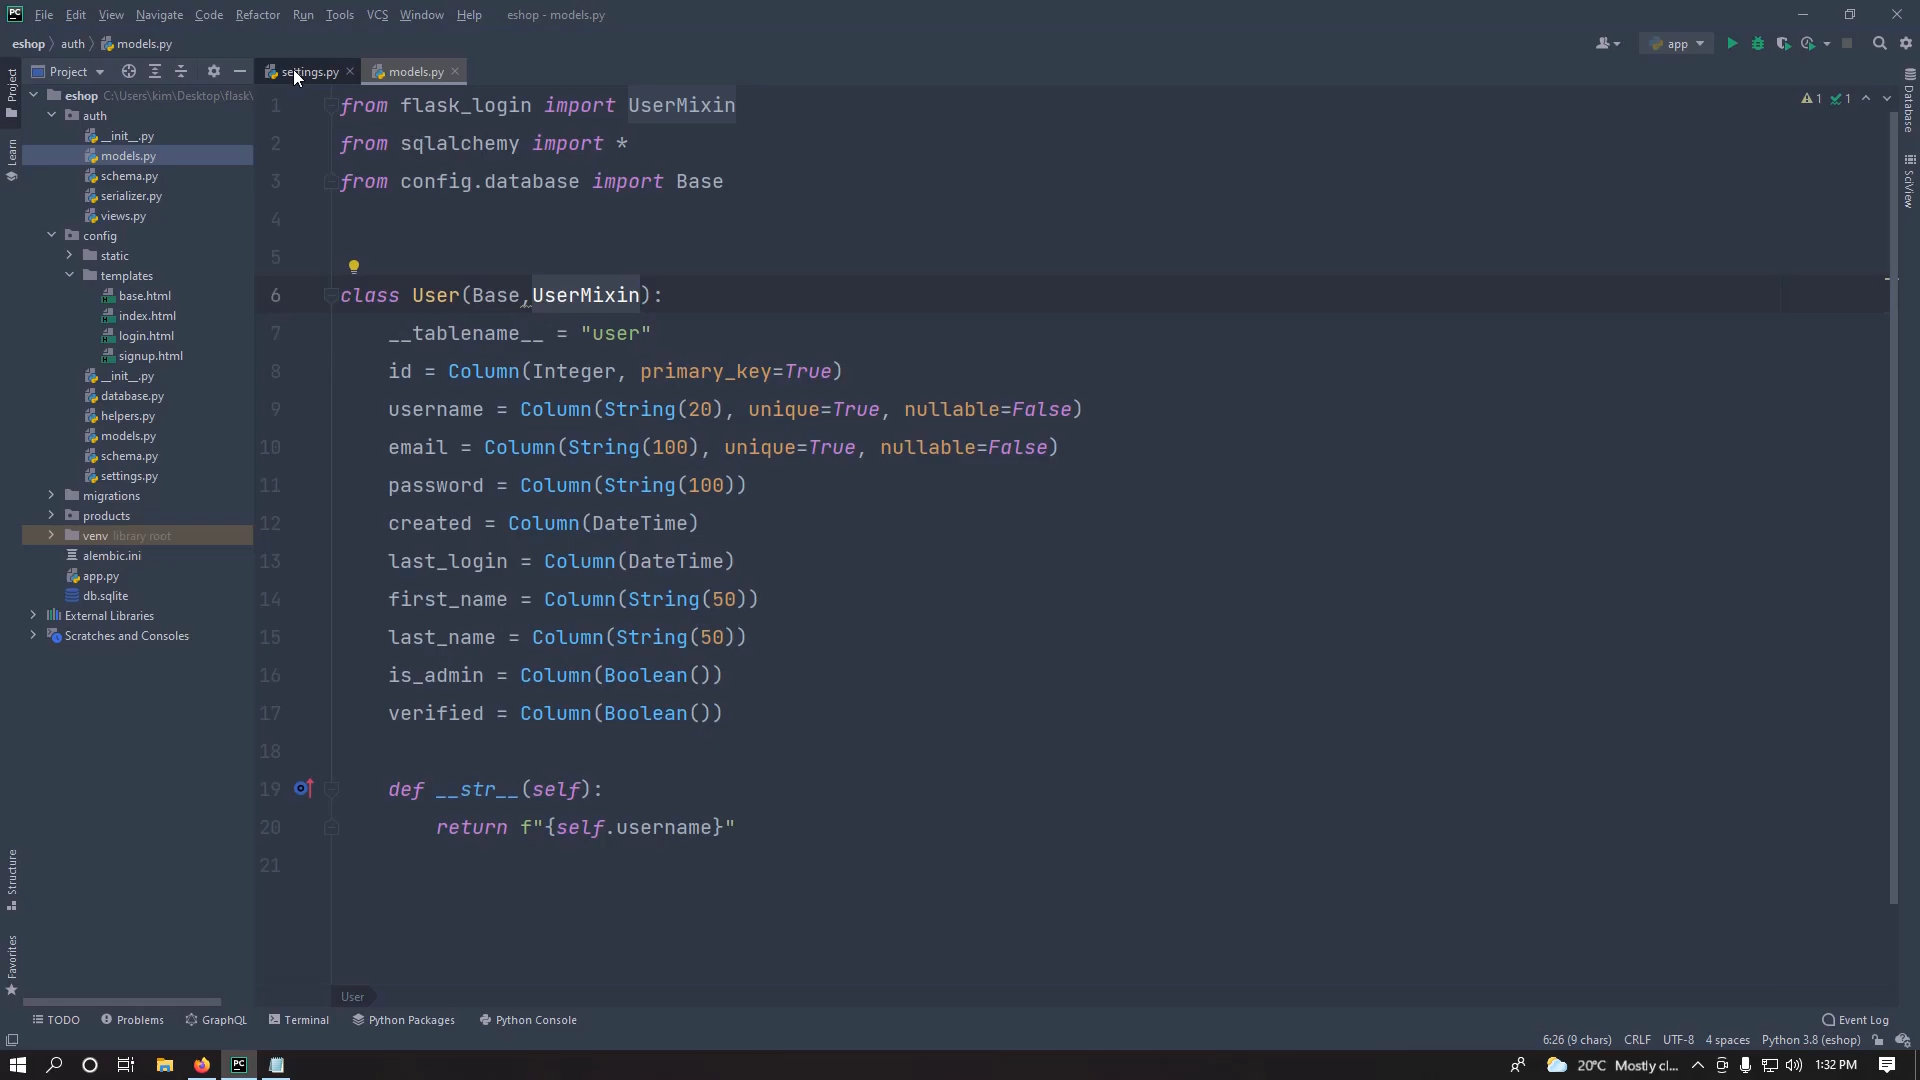 File Edit View Navigate Code Refactor Run Tools VCS Window Help eshop - models.py
eshop auth models.py app
Project settings.py models.py
eshop C:\Users\kim\Desktop\flask\
auth
__init__.py
models.py
schema.py
serializer.py
views.py
config
static
templates
base.html
index.html
login.html
signup.html
__init__.py
database.py
helpers.py
models.py
schema.py
settings.py
migrations
products
venv library root
alembic.ini
app.py
db.sqlite
External Libraries
Scratches and Consoles
Project
Learn
Structure
Favorites
1 from flask_login import UserMixin
2 from sqlalchemy import *
3 from config.database import Base
4
5
6 class User(Base,UserMixin):
7 __tablename__ = "user"
8 id = Column(Integer, primary_key=True)
9 username = Column(String(20), unique=True, nullable=False)
10 email = Column(String(100), unique=True, nullable=False)
11 password = Column(String(100))
12 created = Column(DateTime)
13 last_login = Column(DateTime)
14 first_name = Column(String(50))
15 last_name = Column(String(50))
16 is_admin = Column(Boolean())
17 verified = Column(Boolean())
18
19 def __str__(self):
20 return f"{self.username}"
21
1 1
Database
SciView
User
TODO Problems GraphQL Terminal Python Packages Python Console Event Log
6:26 (9 chars) CRLF UTF-8 4 spaces Python 3.8 (eshop)
PC
20°C Mostly cl... 1:32 PM